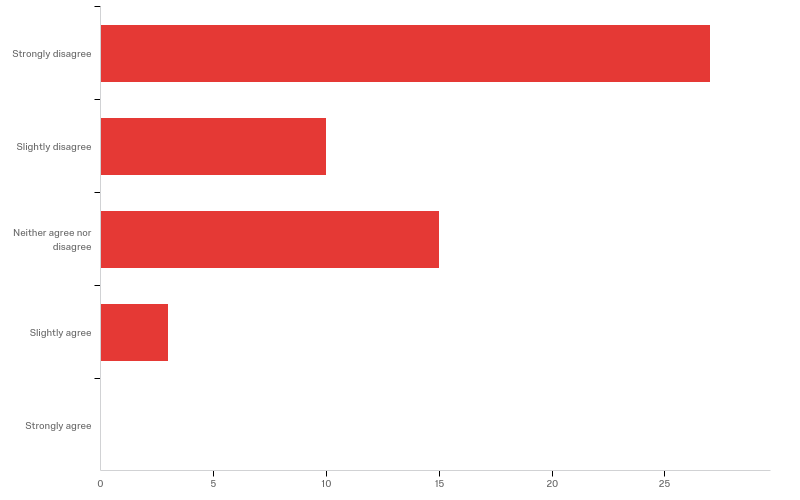 Strongly disagree
Slightly disagree
Neither agree nor
disagree
Slightly agree
Strongly agree
0 5 10 15 20 25